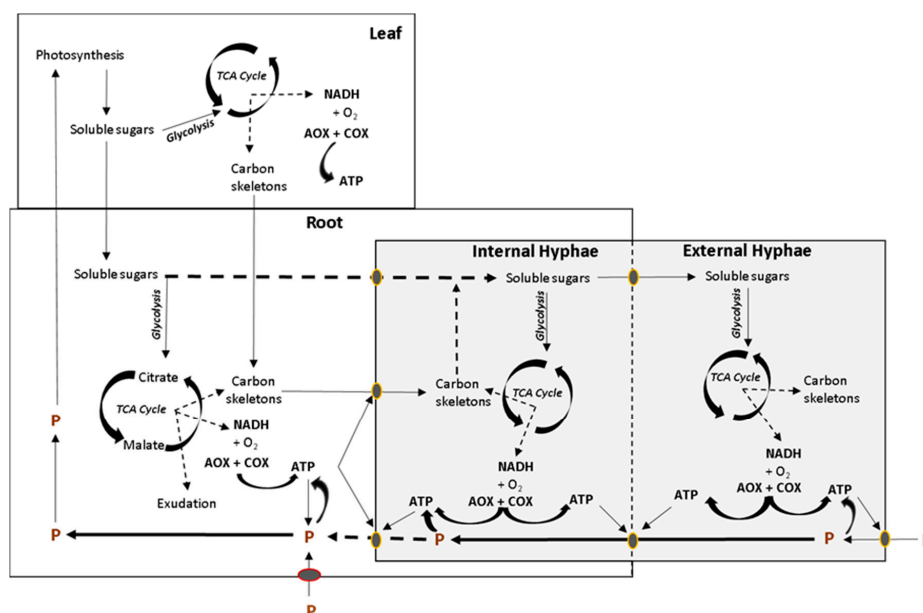 Leaf
Photosynthesis
TCA Cycle
NADH
+ O₂
AOX + COX
ATP
Soluble sugars
Glycolysis
Carbon
skeletons
Root
Internal Hyphae
External Hyphae
Soluble sugars
Soluble sugars
Soluble sugars
Glycolysis
Glycolysis
Glycolysis
Citrate
TCA Cycle
Malate
Carbon
skeletons
NADH
+ O₂
AOX + COX
ATP
Exudation
Carbon
skeletons
TCA Cycle
NADH
+ O₂
AOX + COX
ATP
ATP
TCA Cycle
Carbon
skeletons
NADH
+ O₂
AOX + COX
ATP
ATP
P
P
P
P
P
P